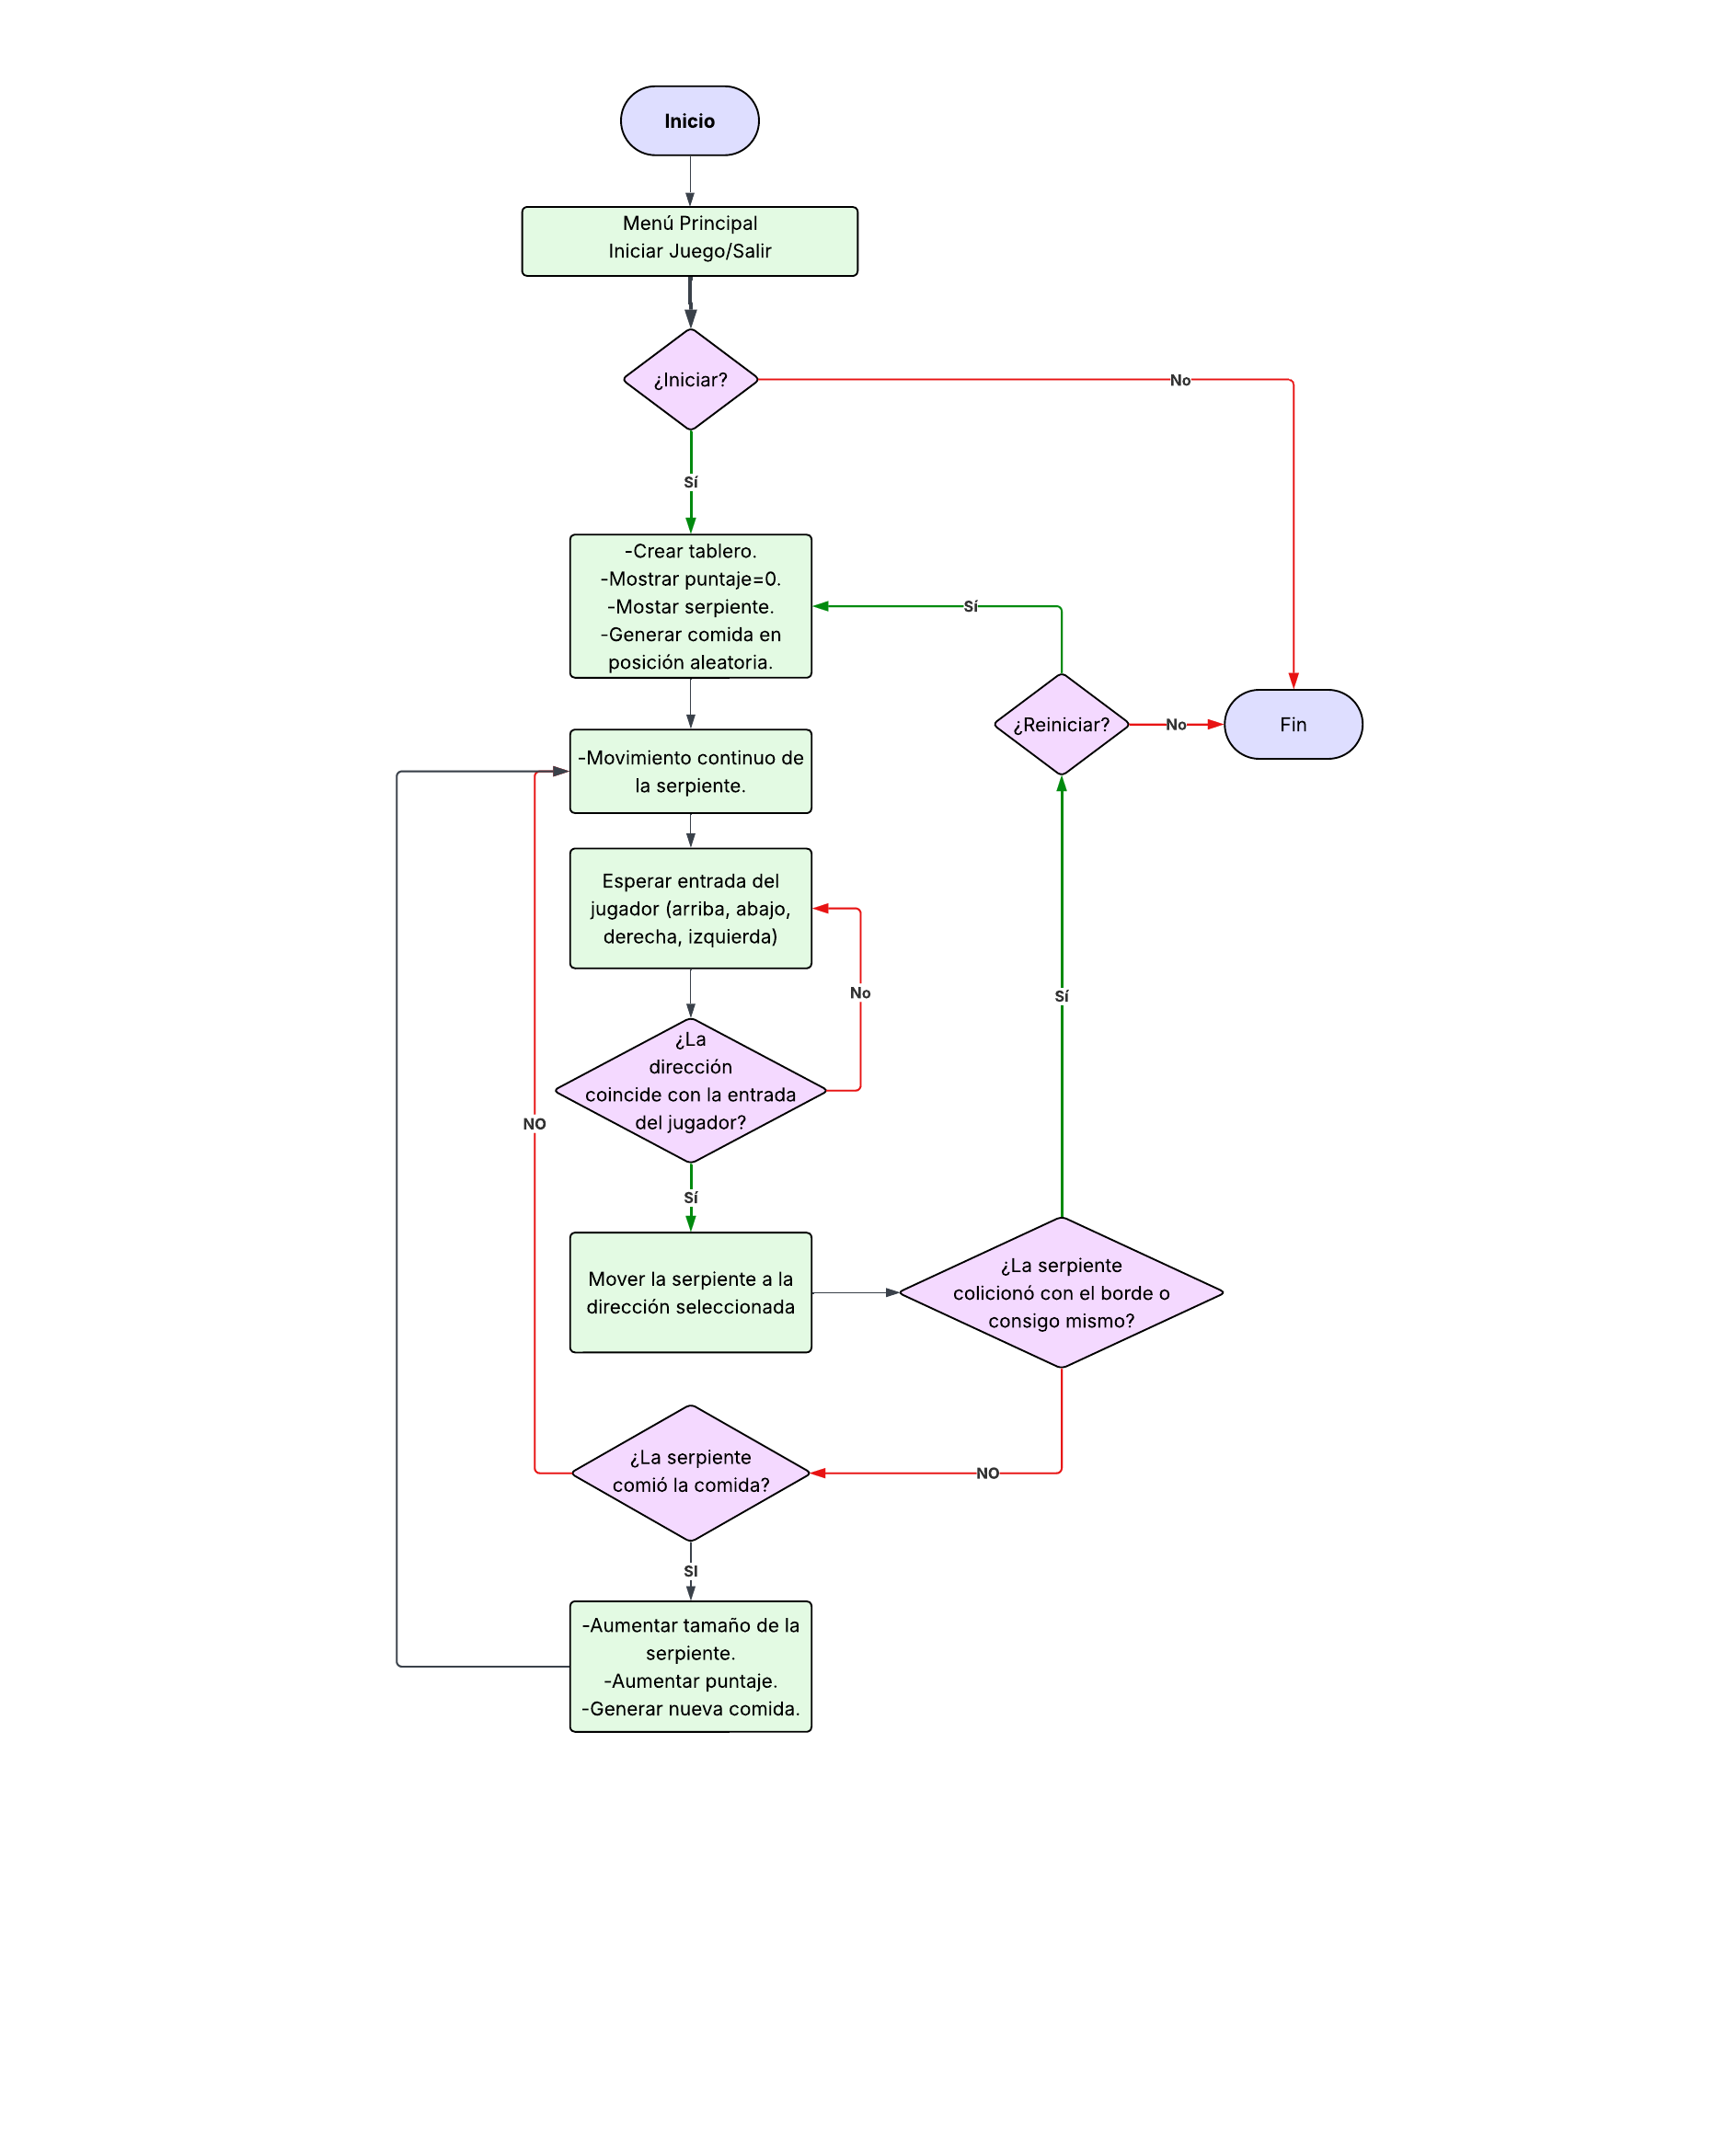 Inicio
Menú Principal
Iniciar Juego/Salir
¿Iniciar?
No
Sí
-Crear tablero.
-Mostrar puntaje=0.
-Mostar serpiente.
-Generar comida en
posición aleatoria.
Sí
¿Reiniciar?
No
Fin
-Movimiento continuo de
la serpiente.
Esperar entrada del
jugador (arriba, abajo,
derecha, izquierda)
No
Sí
¿La
dirección
coincide con la entrada
del jugador?
NO
Sí
Mover la serpiente a la
dirección seleccionada
¿La serpiente
colicionó con el borde o
consigo mismo?
¿La serpiente
comió la comida?
NO
SI
-Aumentar tamaño de la
serpiente.
-Aumentar puntaje.
-Generar nueva comida.